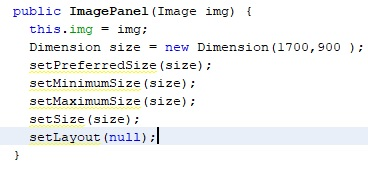 public ImagePanel(Image img) {
this.img = img;
Dimension size = new Dimension(1700,900 );
setPreferredSize(size);
setMinimumSize(size);
setMaximumSize(size);
setSize(size);
setLayout(null);
}